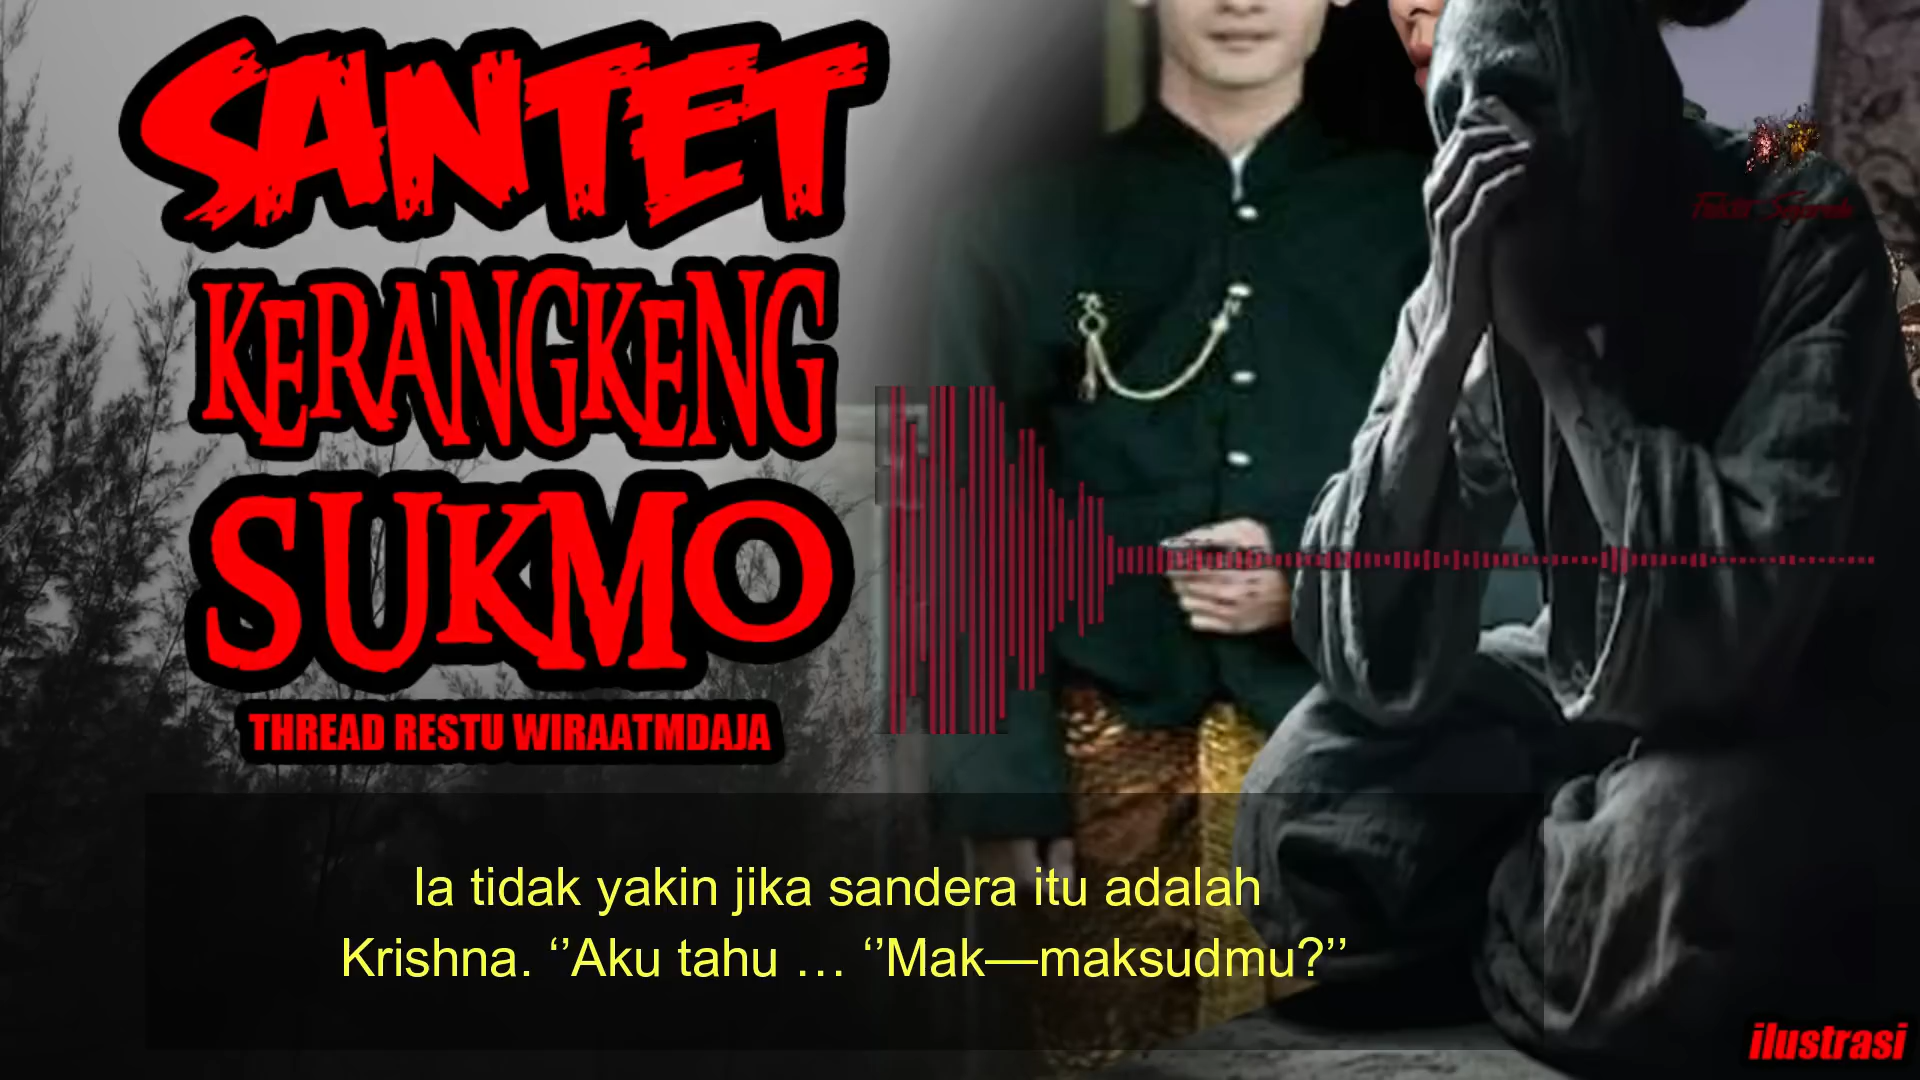 SANTET
KERANGKENG
SUKMO
THREAD RESTU WIRAATMDAJA
Ia tidak yakin jika sandera itu adalah
Krishna. ‘’Aku tahu … ‘’Mak—maksudmu?’’
ilustrasi